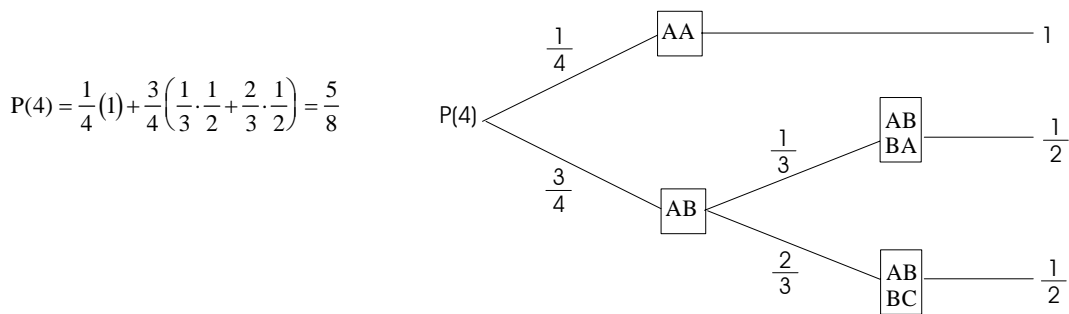 P(4) = 1/4 (1) + 3/4 (1/3 · 1/2 + 2/3 · 1/2) = 5/8
P(4)
1/4
AA
1
3/4
AB
1/3
AB
BA
1/2
2/3
AB
BC
1/2